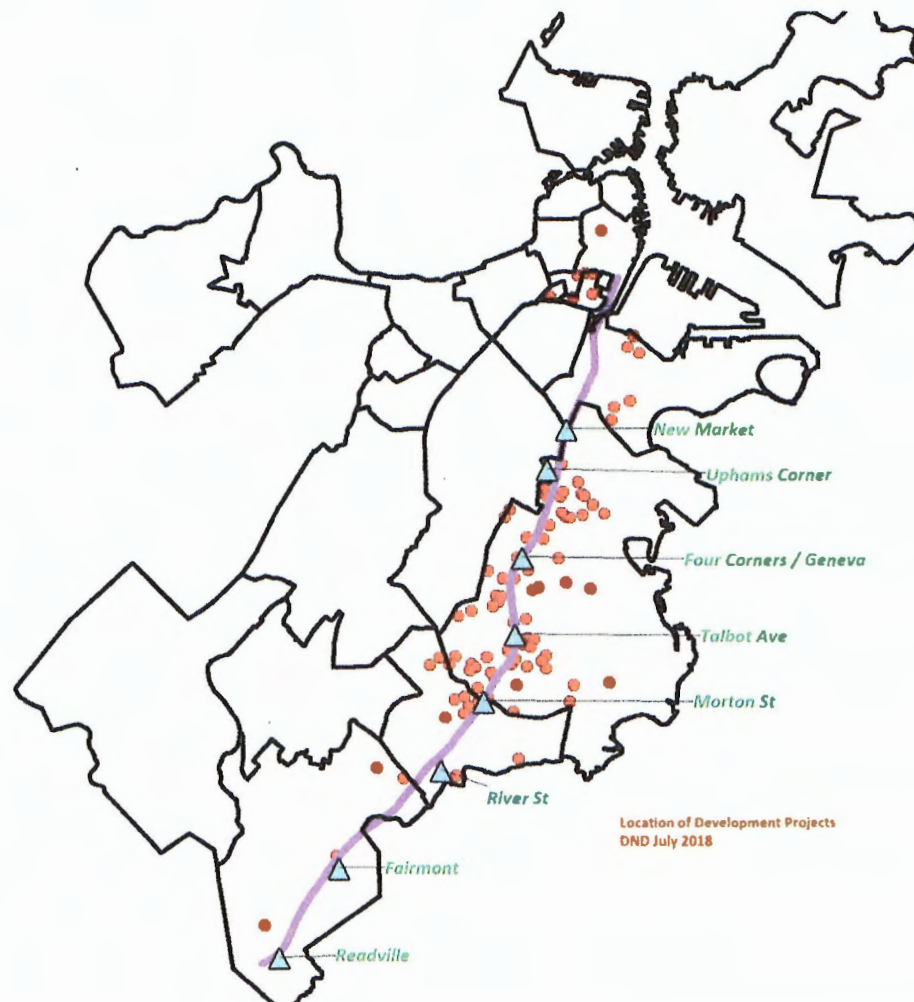 New Market
Uphams Corner
Four Corners / Geneva
Talbot Ave
Morton St
River St
Location of Development Projects
DND July 2018
Fairmont
Readville